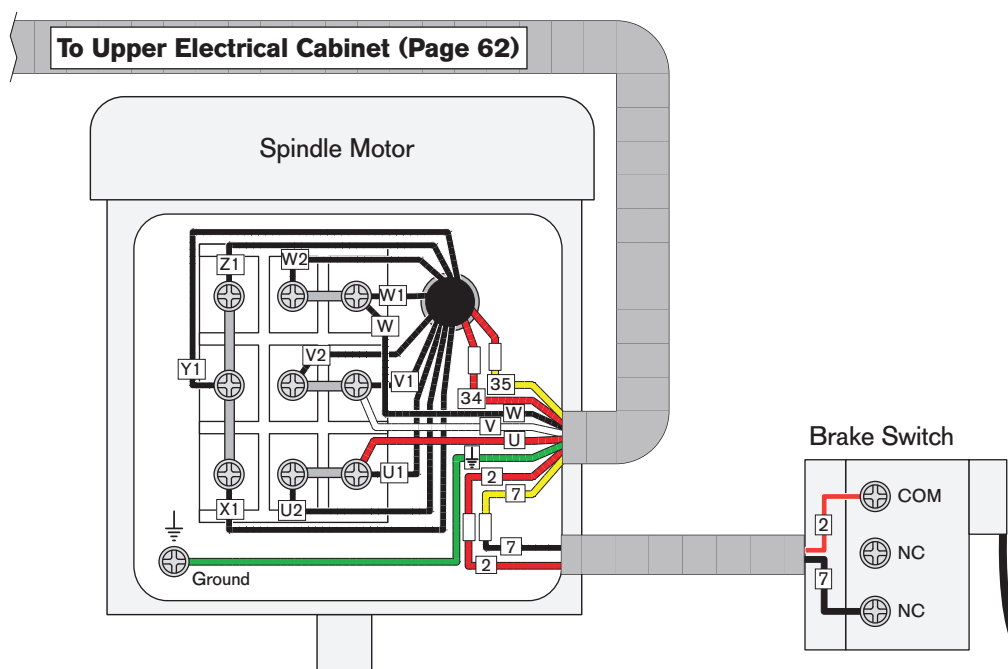 To Upper Electrical Cabinet (Page 62)
Spindle Motor
Z1
W2
W1
W
V2
Y1
V1
35
34
W
V
U
U1
2
7
X1
U2
7
2
Ground
Brake Switch
COM
2
NC
7
NC